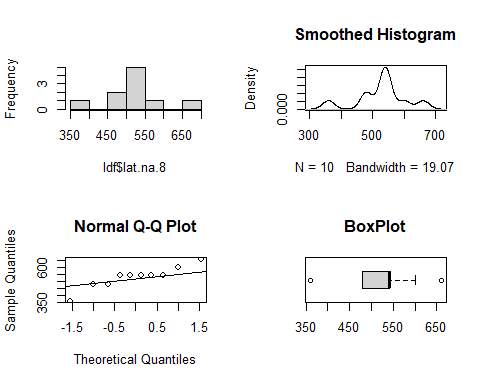 Frequency
0 3
350 450 550 650
ldf$lat.na.8
Smoothed Histogram
Density
0.000
300 500 700
N = 10 Bandwidth = 19.07
Normal Q-Q Plot
Sample Quantiles
350 600
-1.5 -0.5 0.5 1.5
Theoretical Quantiles
BoxPlot
350 450 550 650